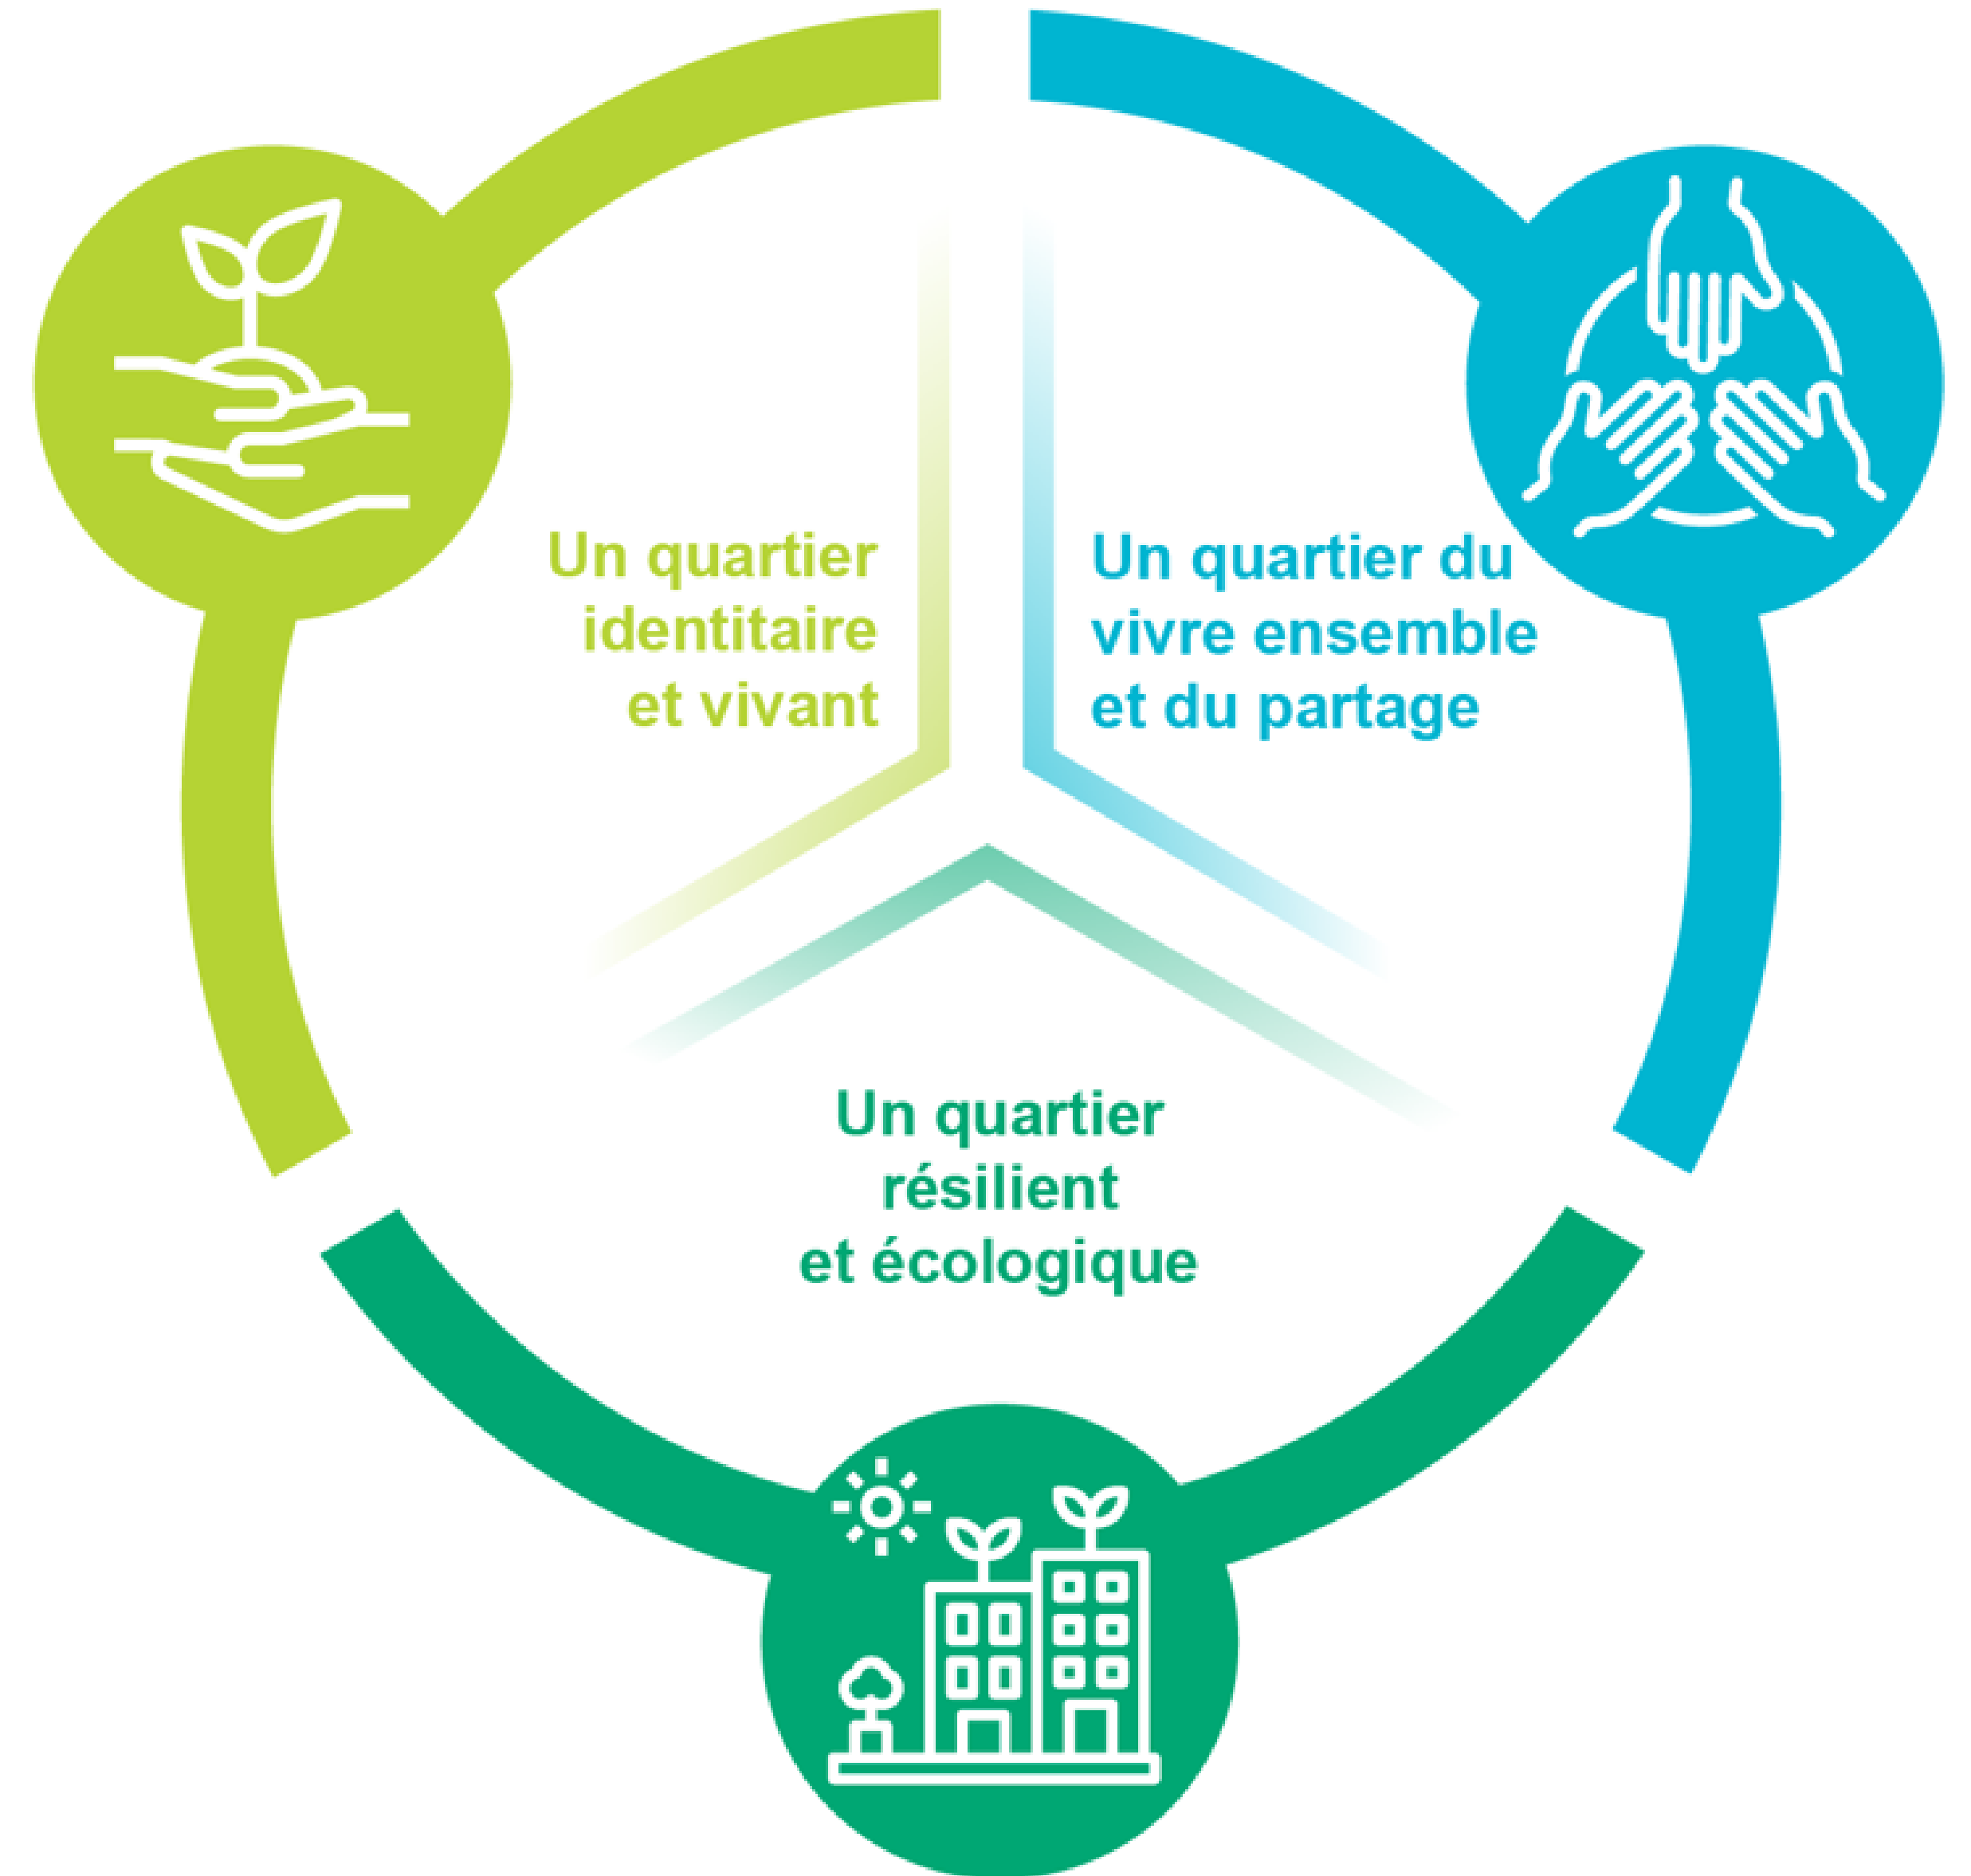 Un quartier
identitaire
et vivant
Un quartier du
vivre ensemble
et du partage
Un quartier
résilient
et écologique